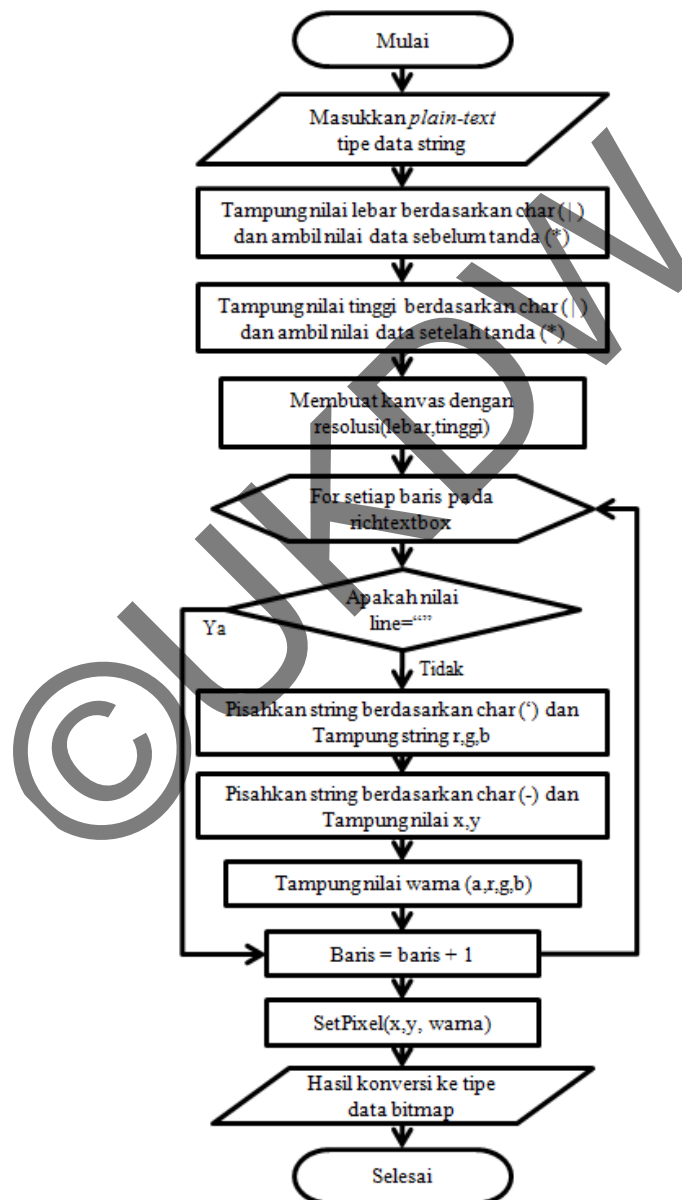 Mulai
Masukkan plain-text
tipe data string
Tampung nilai lebar berdasarkan char (|)
dan ambil nilai data sebelum tanda (*)
Tampung nilai tinggi berdasarkan char (|)
dan ambil nilai data setelah tanda (*)
Membuat kanvas dengan
resolusi(lebar,tinggi)
For setiap baris pada
richtextbox
Apakah nilai
line=“”
Ya
Tidak
Pisahkan string berdasarkan char (‘) dan
Tampung string r,g,b
Pisahkan string berdasarkan char (-) dan
Tampung nilai x,y
Tampung nilai warna (a,r,g,b)
Baris = baris + 1
SetPixel(x,y, warna)
Hasil konversi ke tipe
data bitmap
Selesai
©UKDW